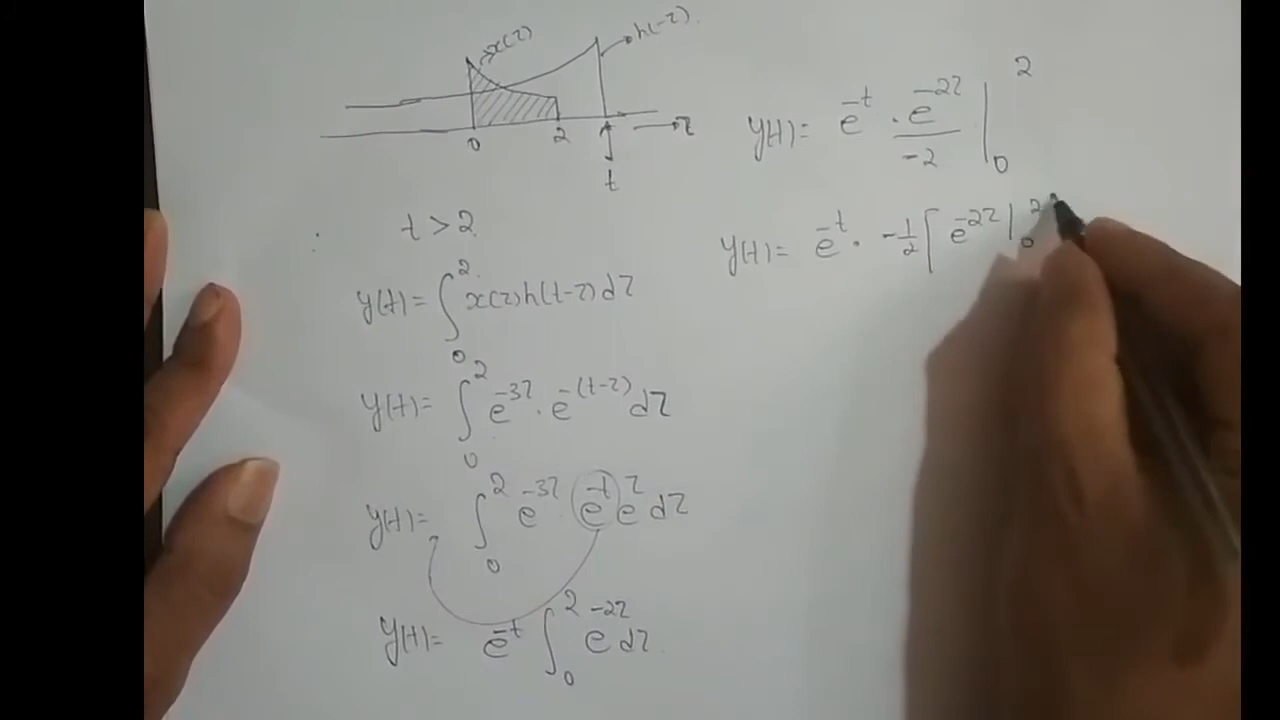 x(τ)
h(-τ).
0 2 τ
t
t > 2
y(t) = ∫₀² x(τ)h(t-τ)dτ
y(t) = ∫₀² e^-3τ · e^-(t-τ) dτ
y(t) = ∫₀² e^-3τ e^-t e^τ dτ
y(t) = e^-t ∫₀² e^-2τ dτ
y(t) = e^-t · e^-2τ/-2 |₀²
y(t) = e^-t · -1/2 [ e^-2τ |₀²